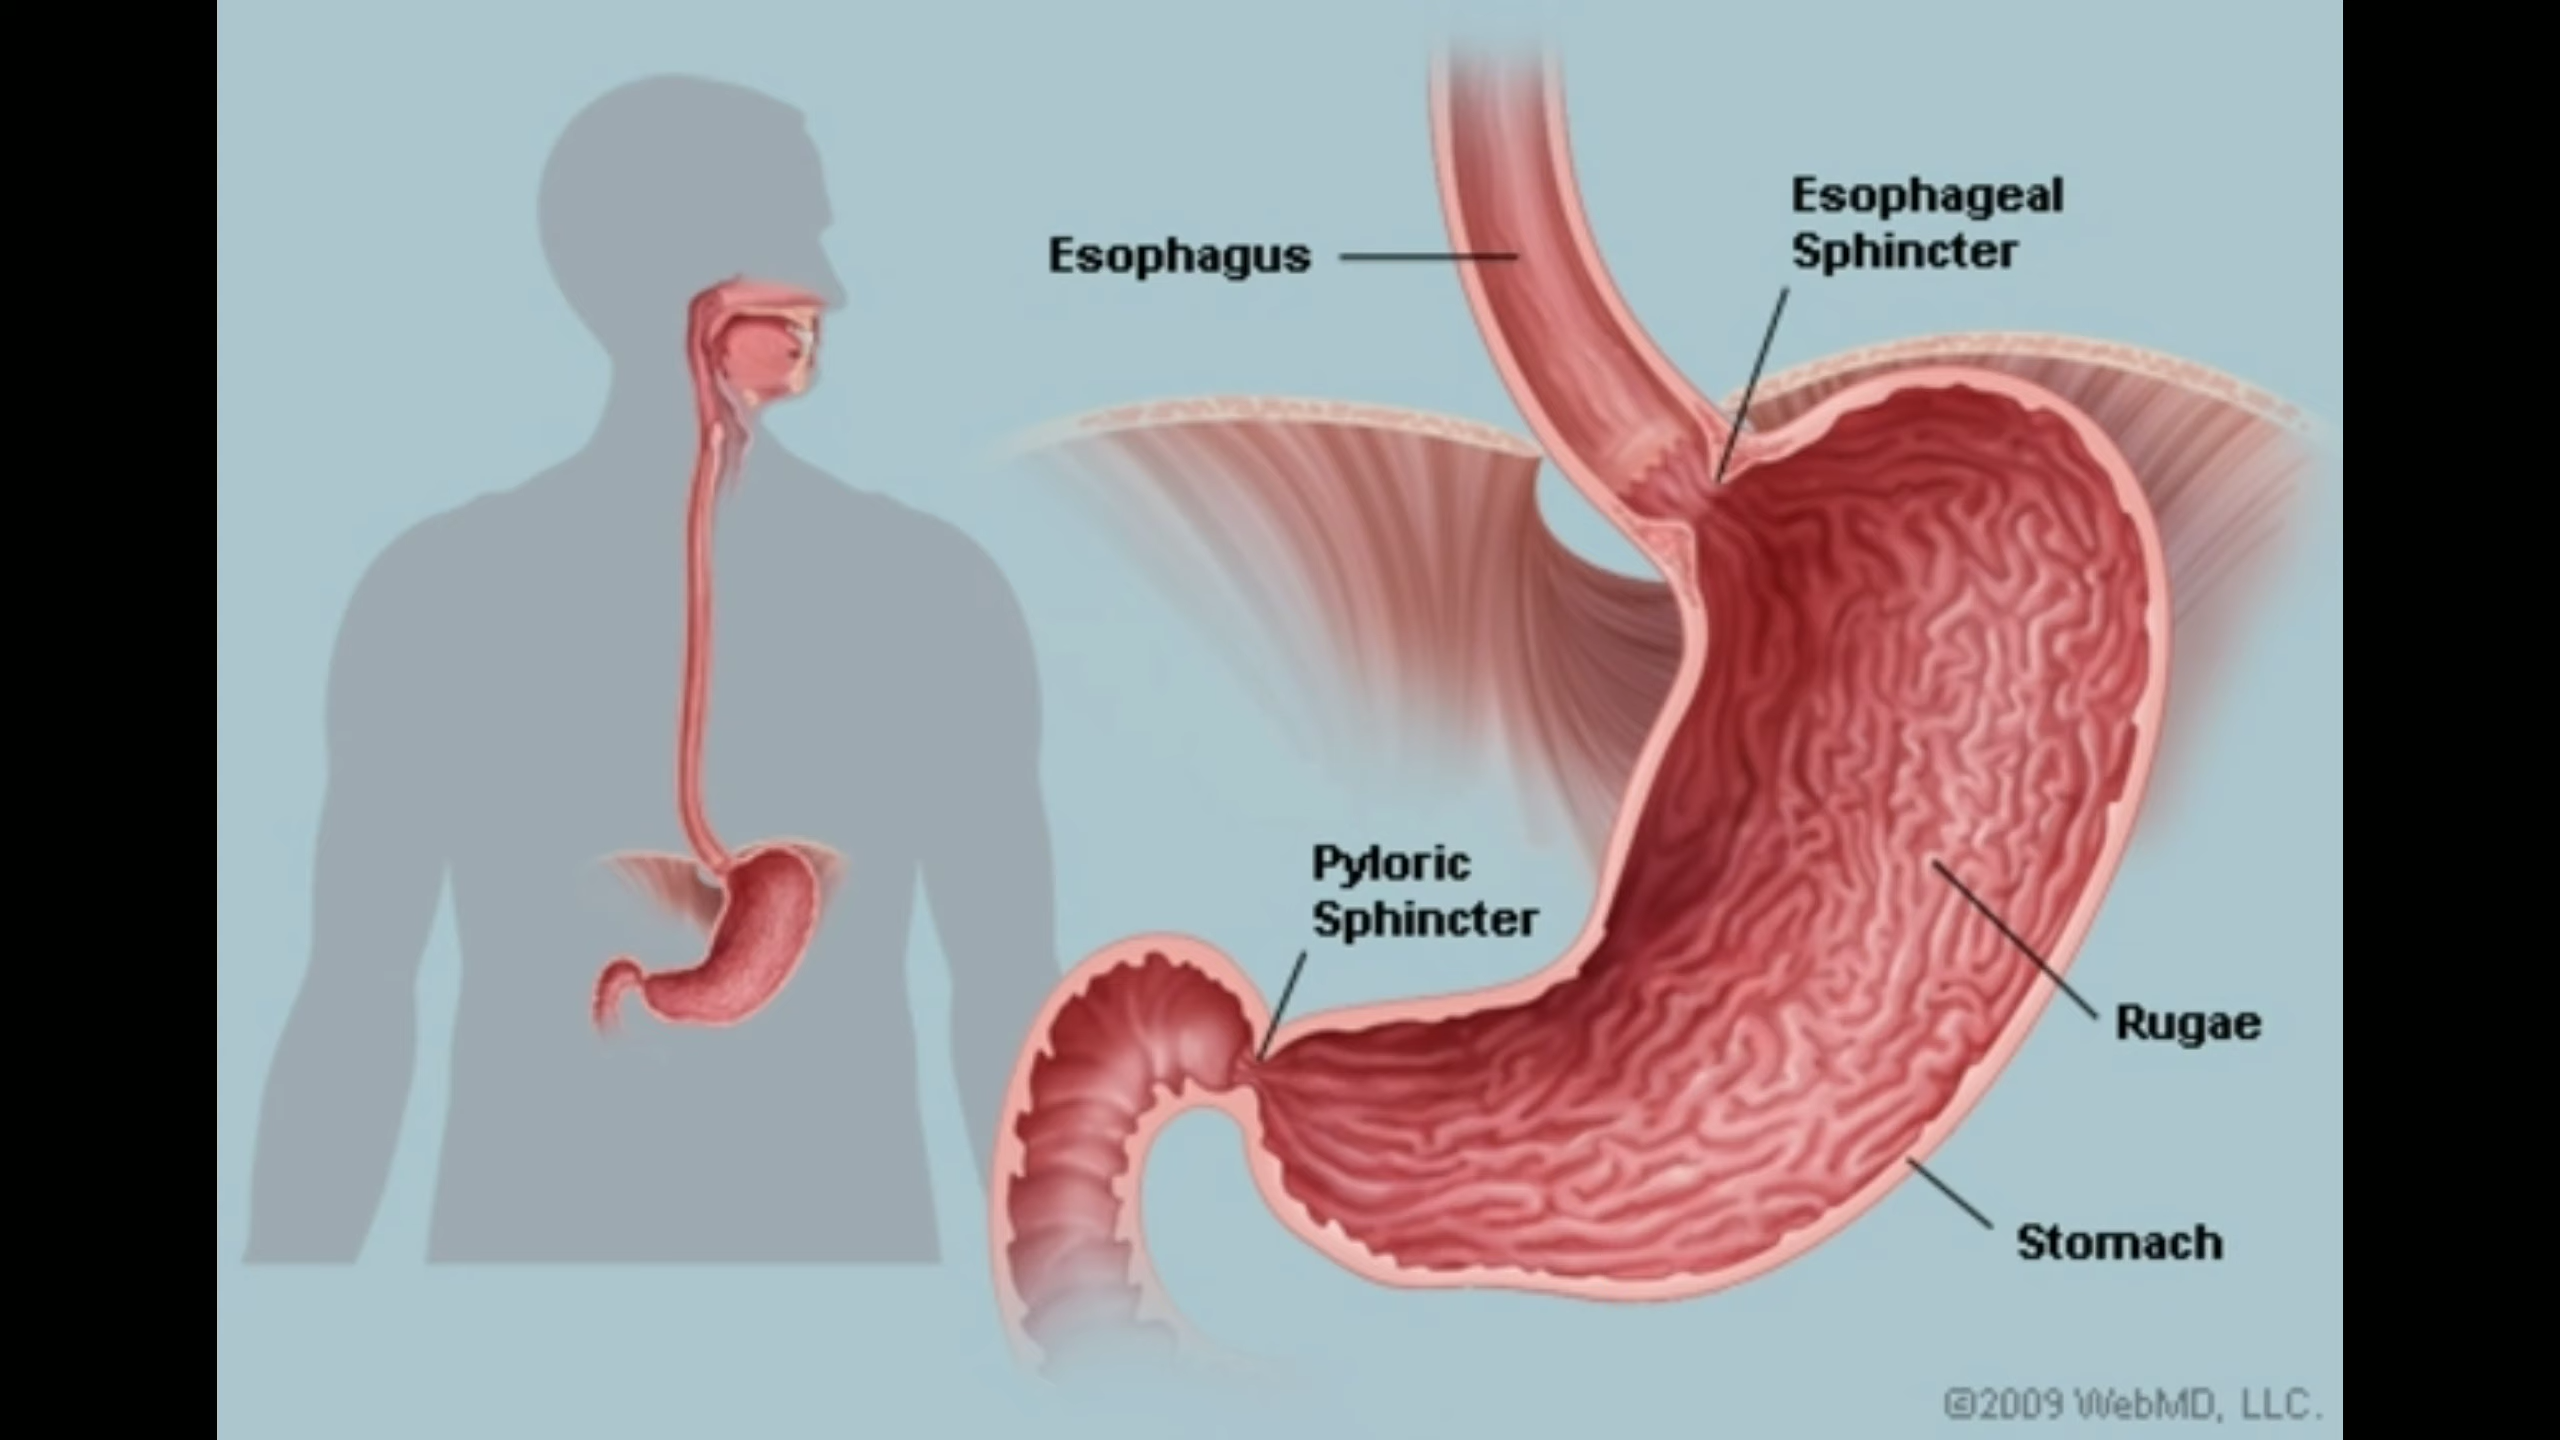 Esophagus
Esophageal
Sphincter
Pyloric
Sphincter
Rugae
Stomach
©2009 WebMD, LLC.